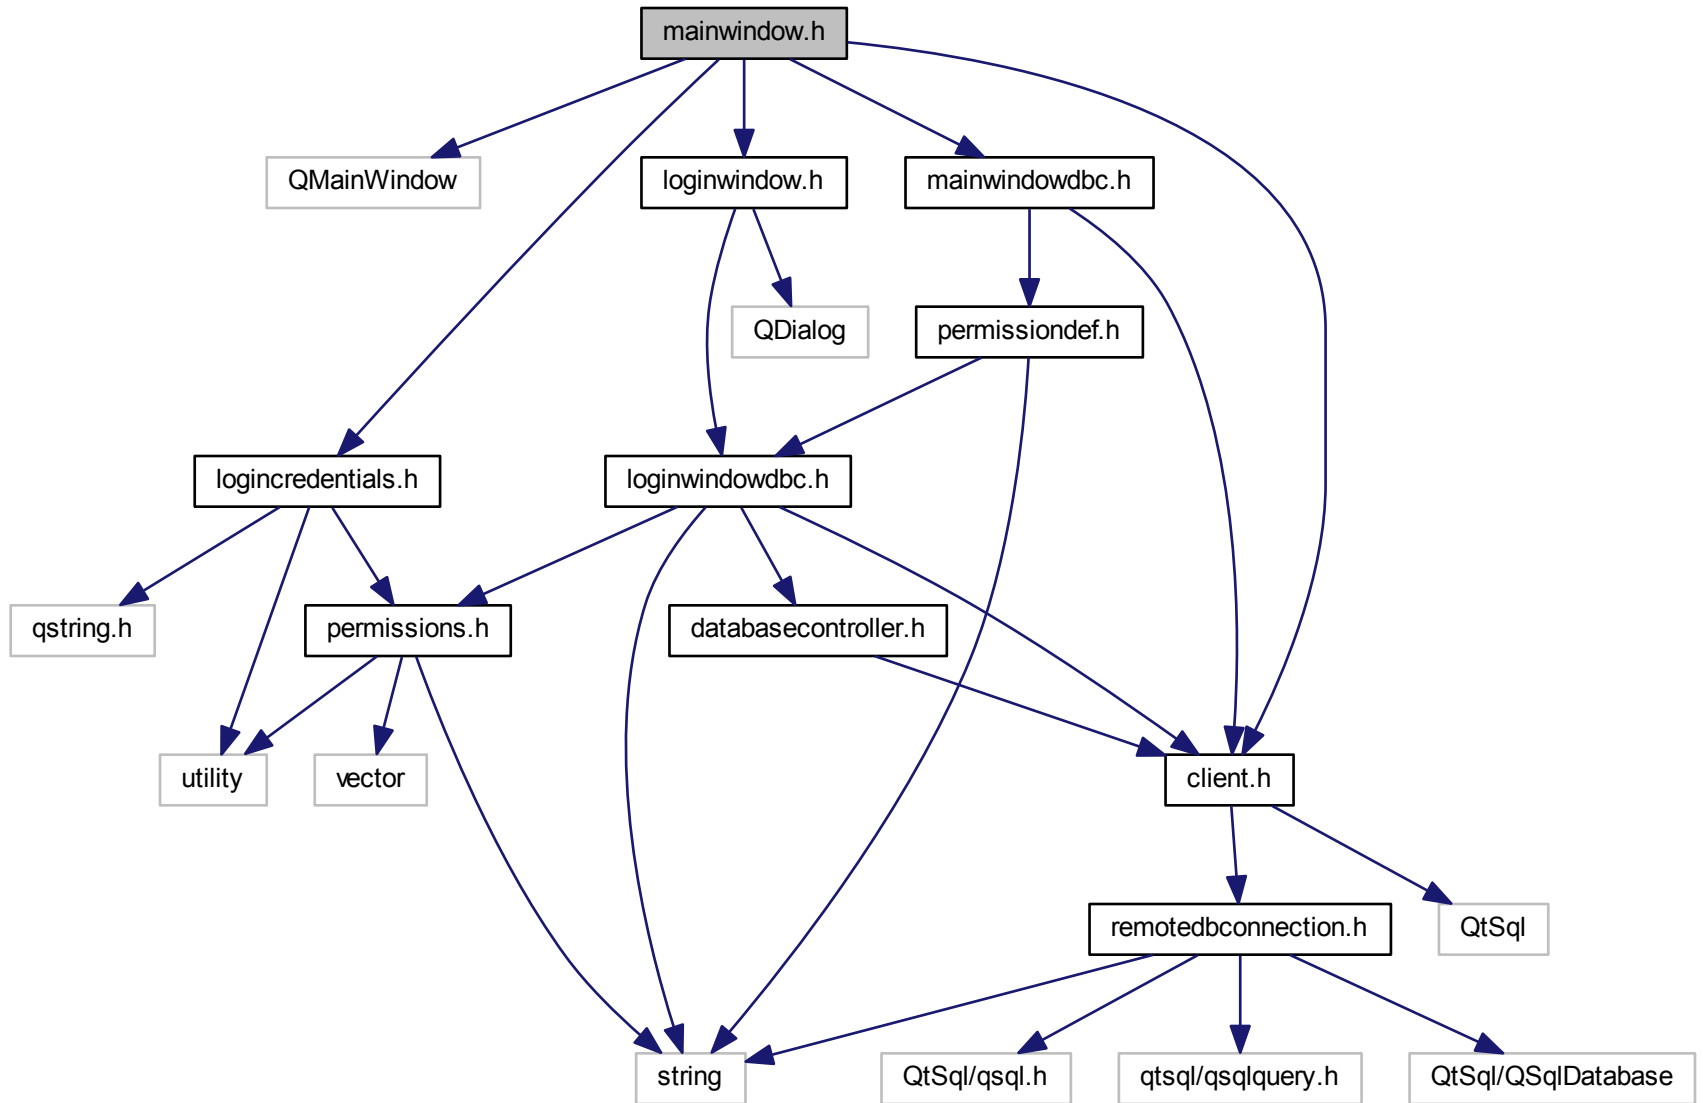 mainwindow.h
QMainWindow
loginwindow.h
mainwindowdbc.h
QDialog
permissiondef.h
logincredentials.h
loginwindowdbc.h
qstring.h
permissions.h
databasecontroller.h
utility
vector
client.h
remotedbconnection.h
QtSql
string
QtSql/qsql.h
qtsql/qsqlquery.h
QtSql/QSqlDatabase